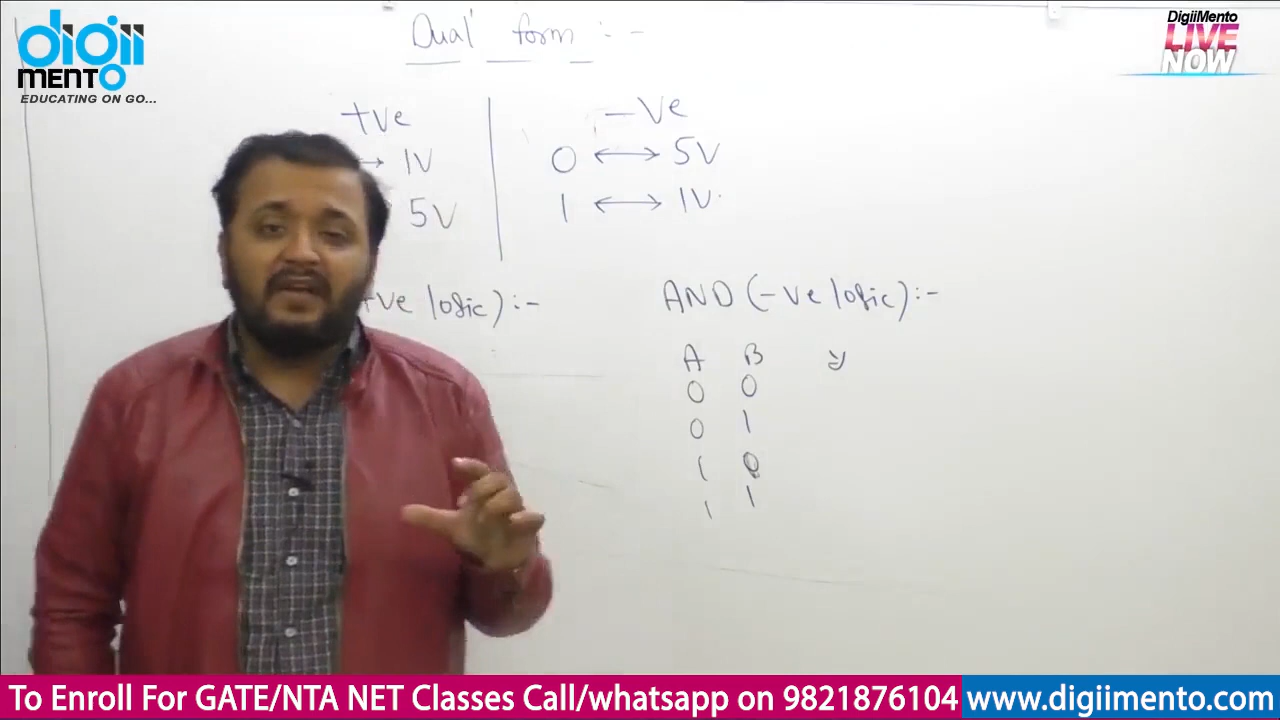 digii
mento
EDUCATING ON GO...
DigiiMento
LIVE
NOW
Dual form :-
+ve
-ve
→ 1V
0 ↔ 5V
5V
1 ↔ 1V
+ve logic) :-
AND (-ve logic) :-
A B y
0 0
0 1
1 0
1 1
To Enroll For GATE/NTA NET Classes Call/whatsapp on 9821876104
www.digiimento.com